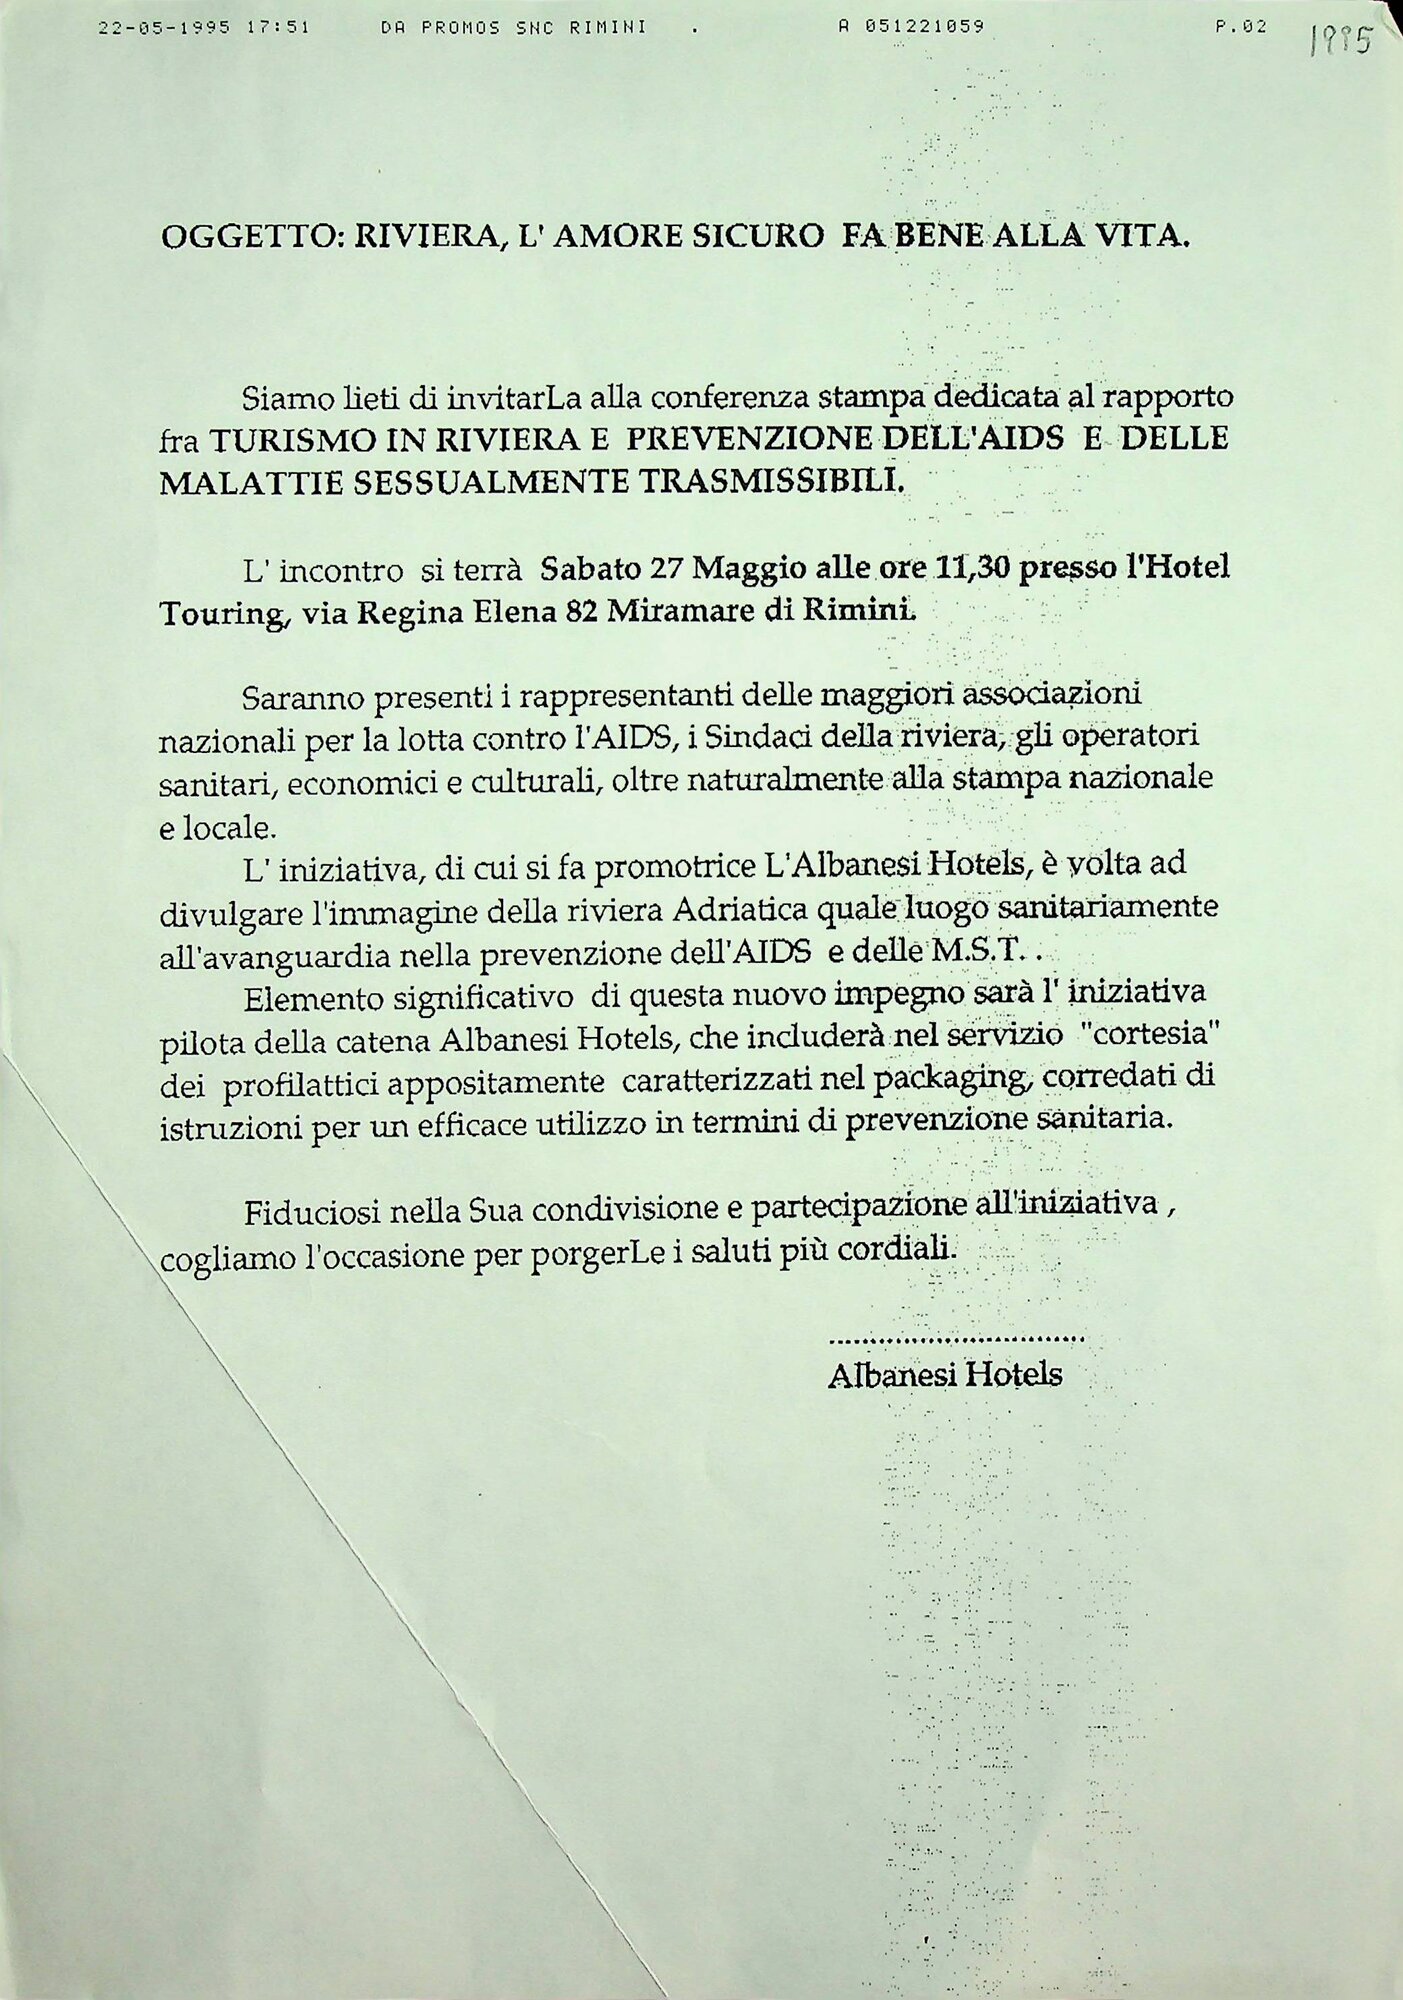 22-05-1995 17:51 DA PROMOS SNC RIMINI . A 051221059 P.02
1995
OGGETTO: RIVIERA, L' AMORE SICURO FA BENE ALLA VITA.
Siamo lieti di invitarLa alla conferenza stampa dedicata al rapporto
fra TURISMO IN RIVIERA E PREVENZIONE DELL'AIDS E DELLE
MALATTIE SESSUALMENTE TRASMISSIBILI.
L' incontro si terrà Sabato 27 Maggio alle ore 11,30 presso l'Hotel
Touring, via Regina Elena 82 Miramare di Rimini.
Saranno presenti i rappresentanti delle maggiori associazioni
nazionali per la lotta contro l'AIDS, i Sindaci della riviera, gli operatori
sanitari, economici e culturali, oltre naturalmente alla stampa nazionale
e locale.
L' iniziativa, di cui si fa promotrice L'Albanesi Hotels, è volta ad
divulgare l'immagine della riviera Adriatica quale luogo sanitariamente
all'avanguardia nella prevenzione dell'AIDS e delle M.S.T. .
Elemento significativo di questa nuovo impegno sarà l' iniziativa
pilota della catena Albanesi Hotels, che includerà nel servizio "cortesia"
dei profilattici appositamente caratterizzati nel packaging, corredati di
istruzioni per un efficace utilizzo in termini di prevenzione sanitaria.
Fiduciosi nella Sua condivisione e partecipazione all'iniziativa ,
cogliamo l'occasione per porgerLe i saluti più cordiali.
..............................
Albanesi Hotels